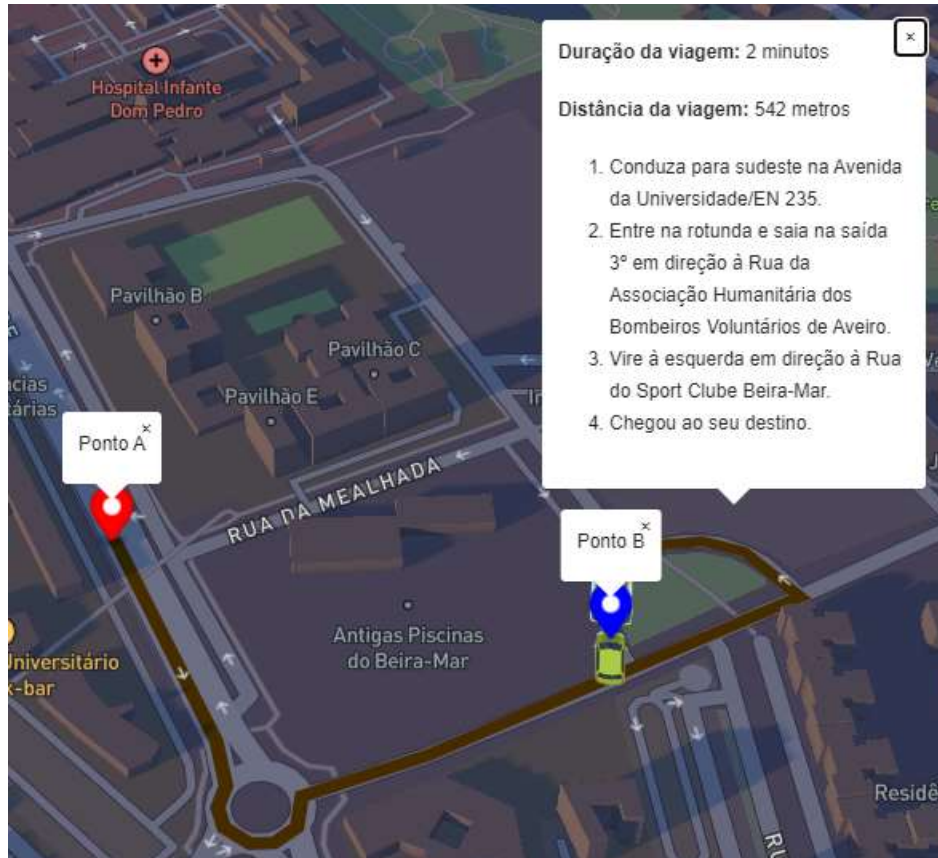 Hospital Infante
Dom Pedro
Duração da viagem: 2 minutos
Distância da viagem: 542 metros
1. Conduza para sudeste na Avenida
da Universidade/EN 235.
2. Entre na rotunda e saia na saída
3º em direção à Rua da
Associação Humanitária dos
Bombeiros Voluntários de Aveiro.
3. Vire à esquerda em direção à Rua
do Sport Clube Beira-Mar.
4. Chegou ao seu destino.
×
Pavilhão B
Pavilhão C
Pavilhão E
ncias
tárias
Ponto A
×
RUA DA MEALHADA
Ponto B
×
Antigas Piscinas
do Beira-Mar
Universitário
k-bar
Residê
RU